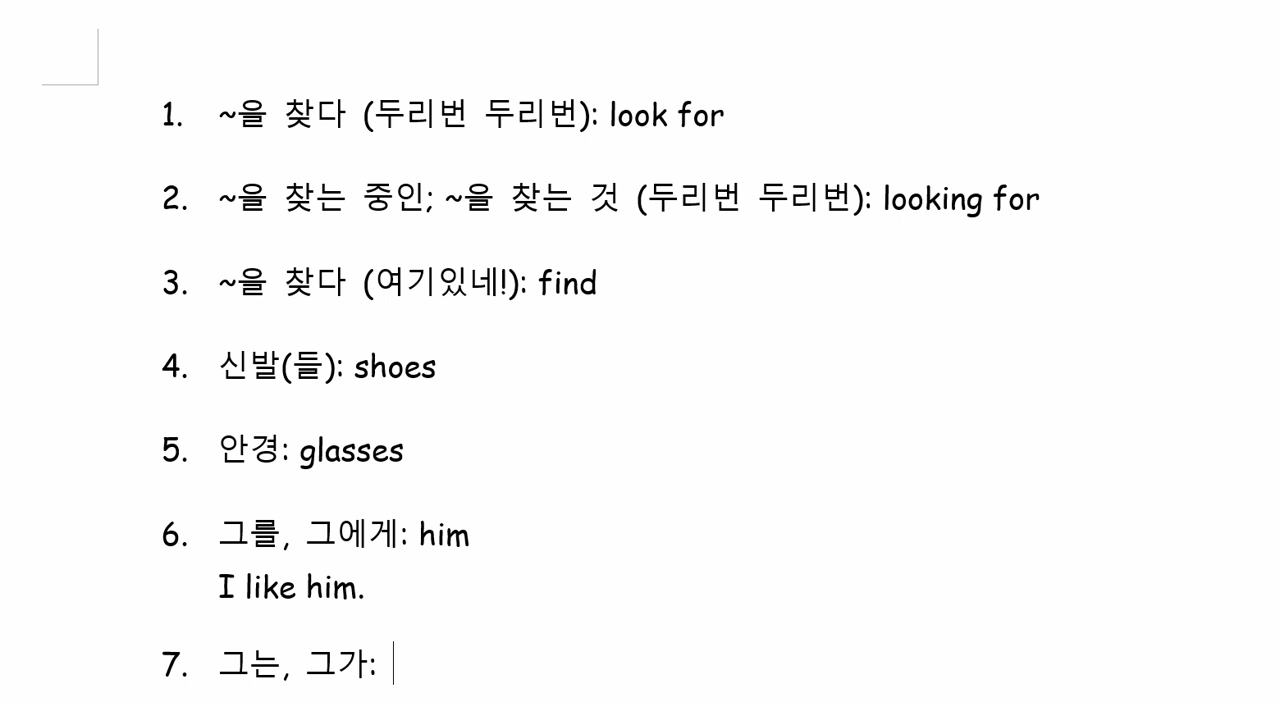 1. ~을 찾다 (두리번 두리번): look for
2. ~을 찾는 중인; ~을 찾는 것 (두리번 두리번): looking for
3. ~을 찾다 (여기있네!): find
4. 신발(들): shoes
5. 안경: glasses
6. 그를, 그에게: him
I like him.
7. 그는, 그가: